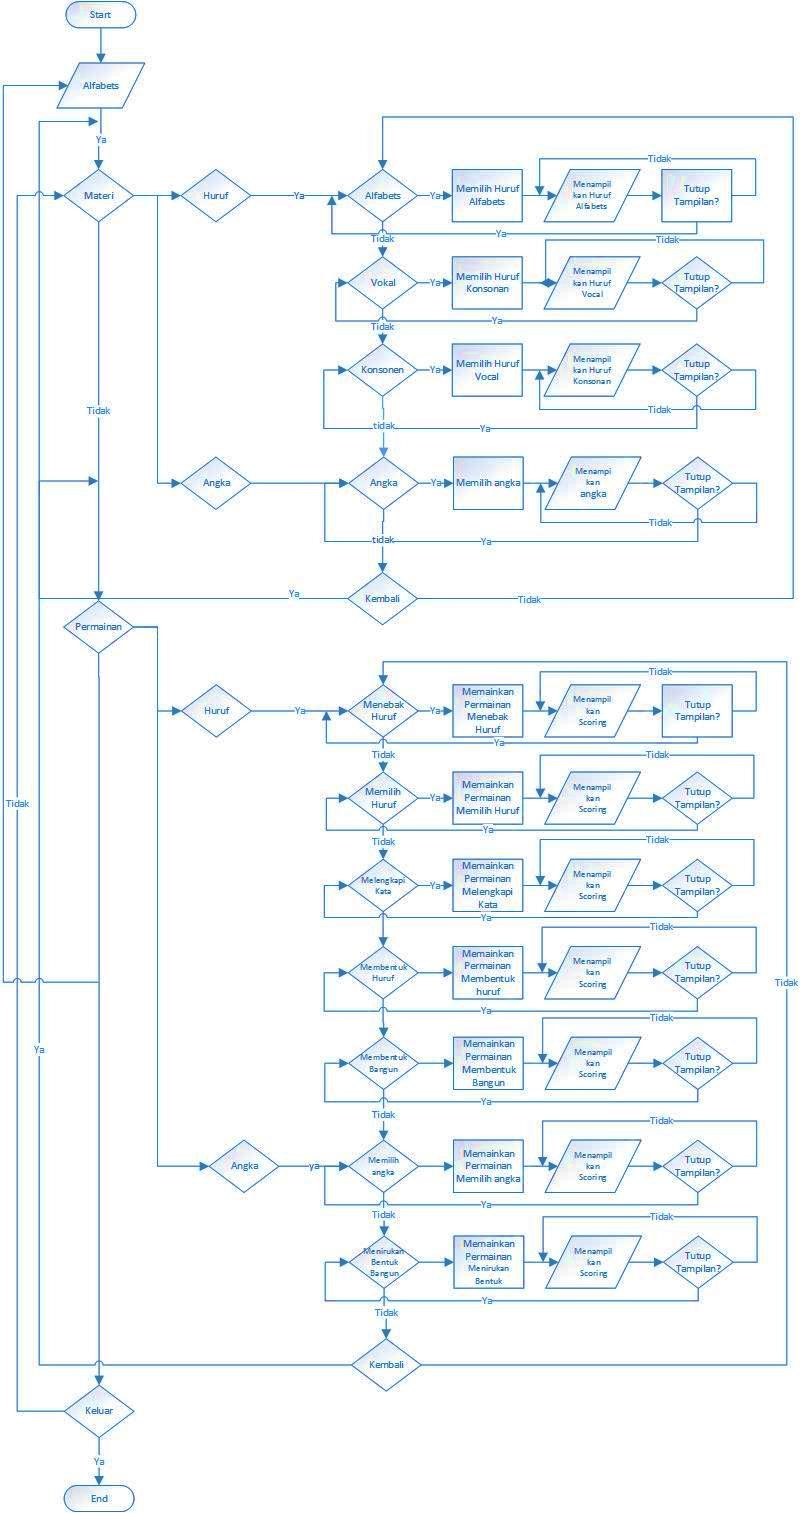 Start
Alfabets
Ya
Materi
Huruf
Ya
Alfabets
Ya
Memilih Huruf
Alfabets
Menampil
kan Huruf
Alfabets
Tidak
Tutup
Tampilan?
Ya
Tidak
Vokal
Ya
Memilih Huruf
Konsonan
Menampil
kan Huruf
Vocal
Tidak
Tutup
Tampilan?
Ya
Tidak
Konsonen
Ya
Memilih Huruf
Vocal
Menampil
kan Huruf
Konsonan
Tutup
Tampilan?
Tidak
Ya
tidak
Tidak
Angka
Angka
Ya
Memilih angka
Menampi
kan
angka
Tutup
Tampilan?
Tidak
Ya
tidak
Ya
Kembali
Tidak
Permainan
Huruf
Ya
Menebak
Huruf
Ya
Memainkan
Permainan
Menebak
Huruf
Menampil
kan
Scoring
Tidak
Tutup
Tampilan?
Ya
Tidak
Memilih
Huruf
Ya
Memainkan
Permainan
Memilih Huruf
Menampil
kan
Scoring
Tidak
Tutup
Tampilan?
Ya
Tidak
Tidak
Melengkapi
Kata
Ya
Memainkan
Permainan
Melengkapi
Kata
Menampil
kan
Scoring
Tidak
Tutup
Tampilan?
Ya
Membentuk
Huruf
Memainkan
Permainan
Membentuk
huruf
Menampil
kan
Scoring
Tidak
Tutup
Tampilan?
Ya
Tidak
Ya
Membentuk
Bangun
Memainkan
Permainan
Membentuk
Bangun
Menampil
kan
Scoring
Tidak
Tutup
Tampilan?
Ya
Tidak
Angka
ya
Memilih
angka
Memainkan
Permainan
Memilih angka
Menampil
kan
Scoring
Tidak
Tutup
Tampilan?
Ya
Tidak
Menirukan
Bentuk
Bangun
Memainkan
Permainan
Menirukan
Bentuk
Menampil
kan
Scoring
Tidak
Tutup
Tampilan?
Ya
Tidak
Kembali
Keluar
Ya
End